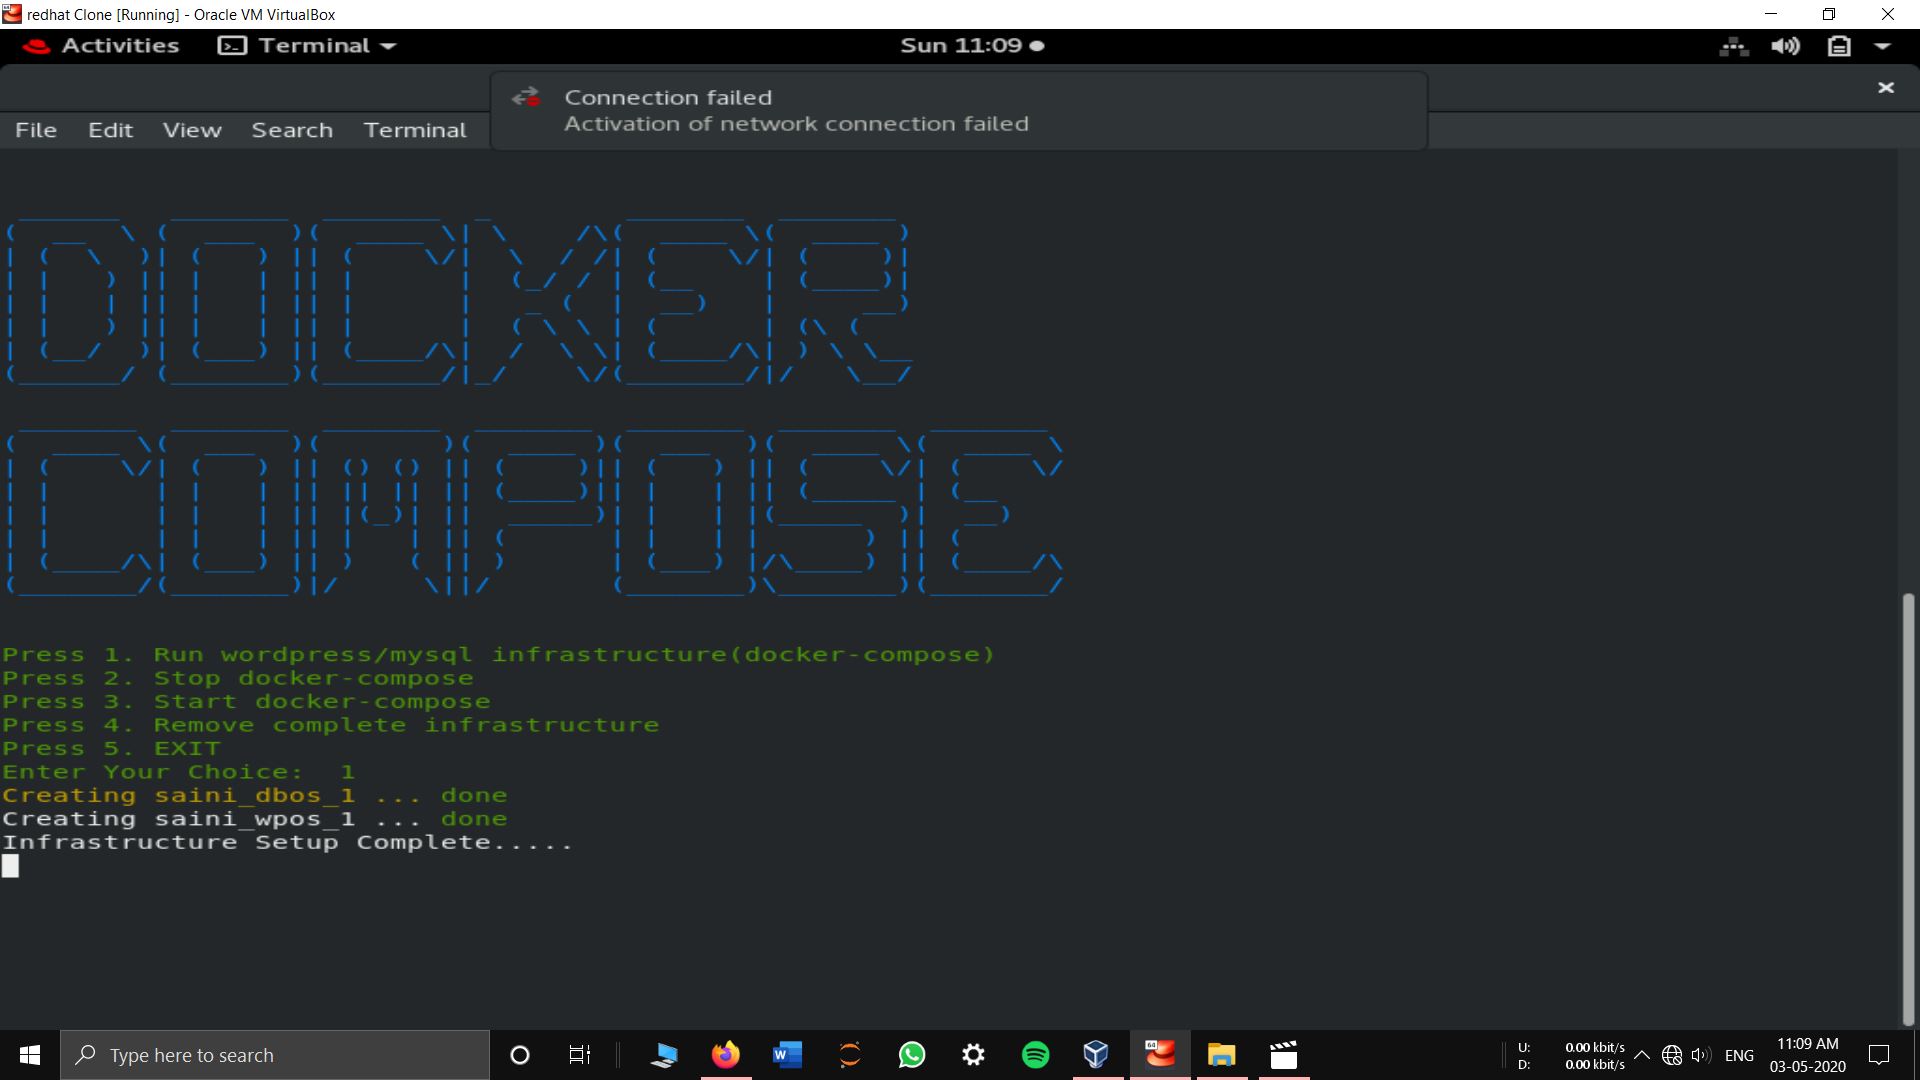 redhat Clone [Running] - Oracle VM VirtualBox
Activities Terminal Sun 11:09
Connection failed
Activation of network connection failed
File Edit View Search Terminal
DOCKER
COMPOSE
Press 1. Run wordpress/mysql infrastructure(docker-compose)
Press 2. Stop docker-compose
Press 3. Start docker-compose
Press 4. Remove complete infrastructure
Press 5. EXIT
Enter Your Choice:  1
Creating saini_dbos_1 ... done
Creating saini_wpos_1 ... done
Infrastructure Setup Complete.....
Type here to search
U: 0.00 kbit/s
D: 0.00 kbit/s
ENG
11:09 AM
03-05-2020
64